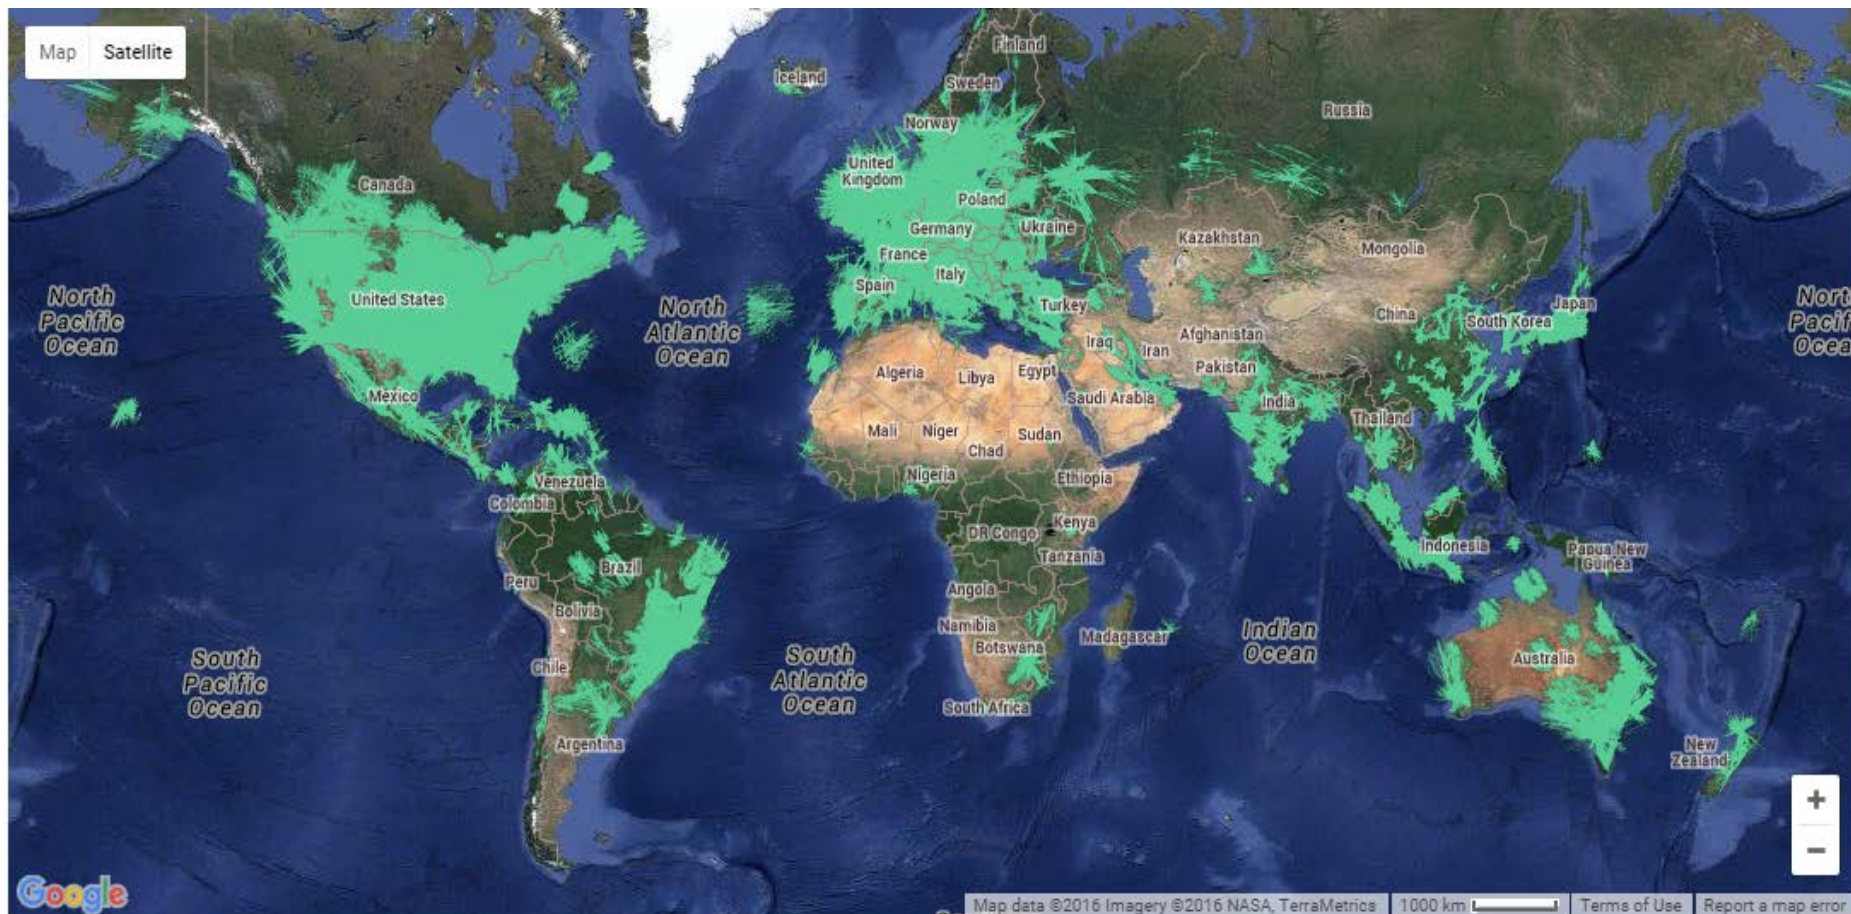 Map
Satellite
Finland
Iceland
Sweden
Russia
Norway
United
Kingdom
Canada
Poland
Germany
Ukraine
Kazakhstan
Mongolia
France
Italy
Spain
United States
North
Pacific
Ocean
North
Atlantic
Ocean
Turkey
Japan
China
South Korea
Nort
Pacif
Ocea
Iraq
Iran
Afghanistan
Pakistan
Algeria
Libya
Egypt
Saudi Arabia
Mexico
India
Thailand
Mali
Niger
Chad
Sudan
Nigeria
Ethiopia
Venezuela
Colombia
DR Congo
Kenya
Tanzania
Indonesia
Papua New
Guinea
Peru
Brazil
Bolivia
Angola
Namibia
Botswana
Madagascar
Indian
Ocean
South
Pacific
Ocean
Chile
South
Atlantic
Ocean
Australia
South Africa
Argentina
New
Zealand
+
−
Google
Map data ©2016 Imagery ©2016 NASA, TerraMetrics
1000 km
Terms of Use
Report a map error